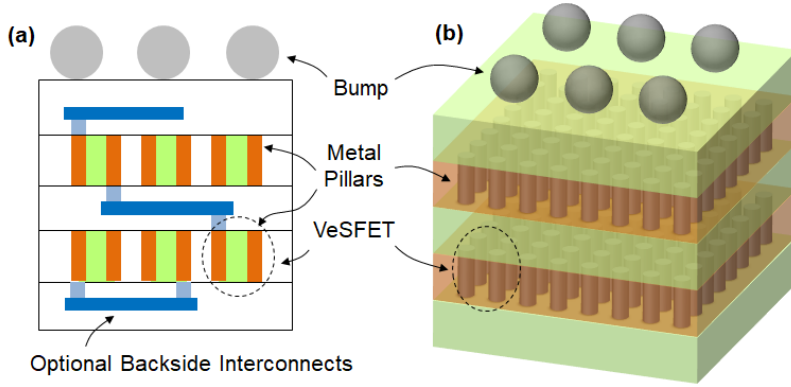 (a)
(b)
Bump
Metal
Pillars
VeSFET
Optional Backside Interconnects